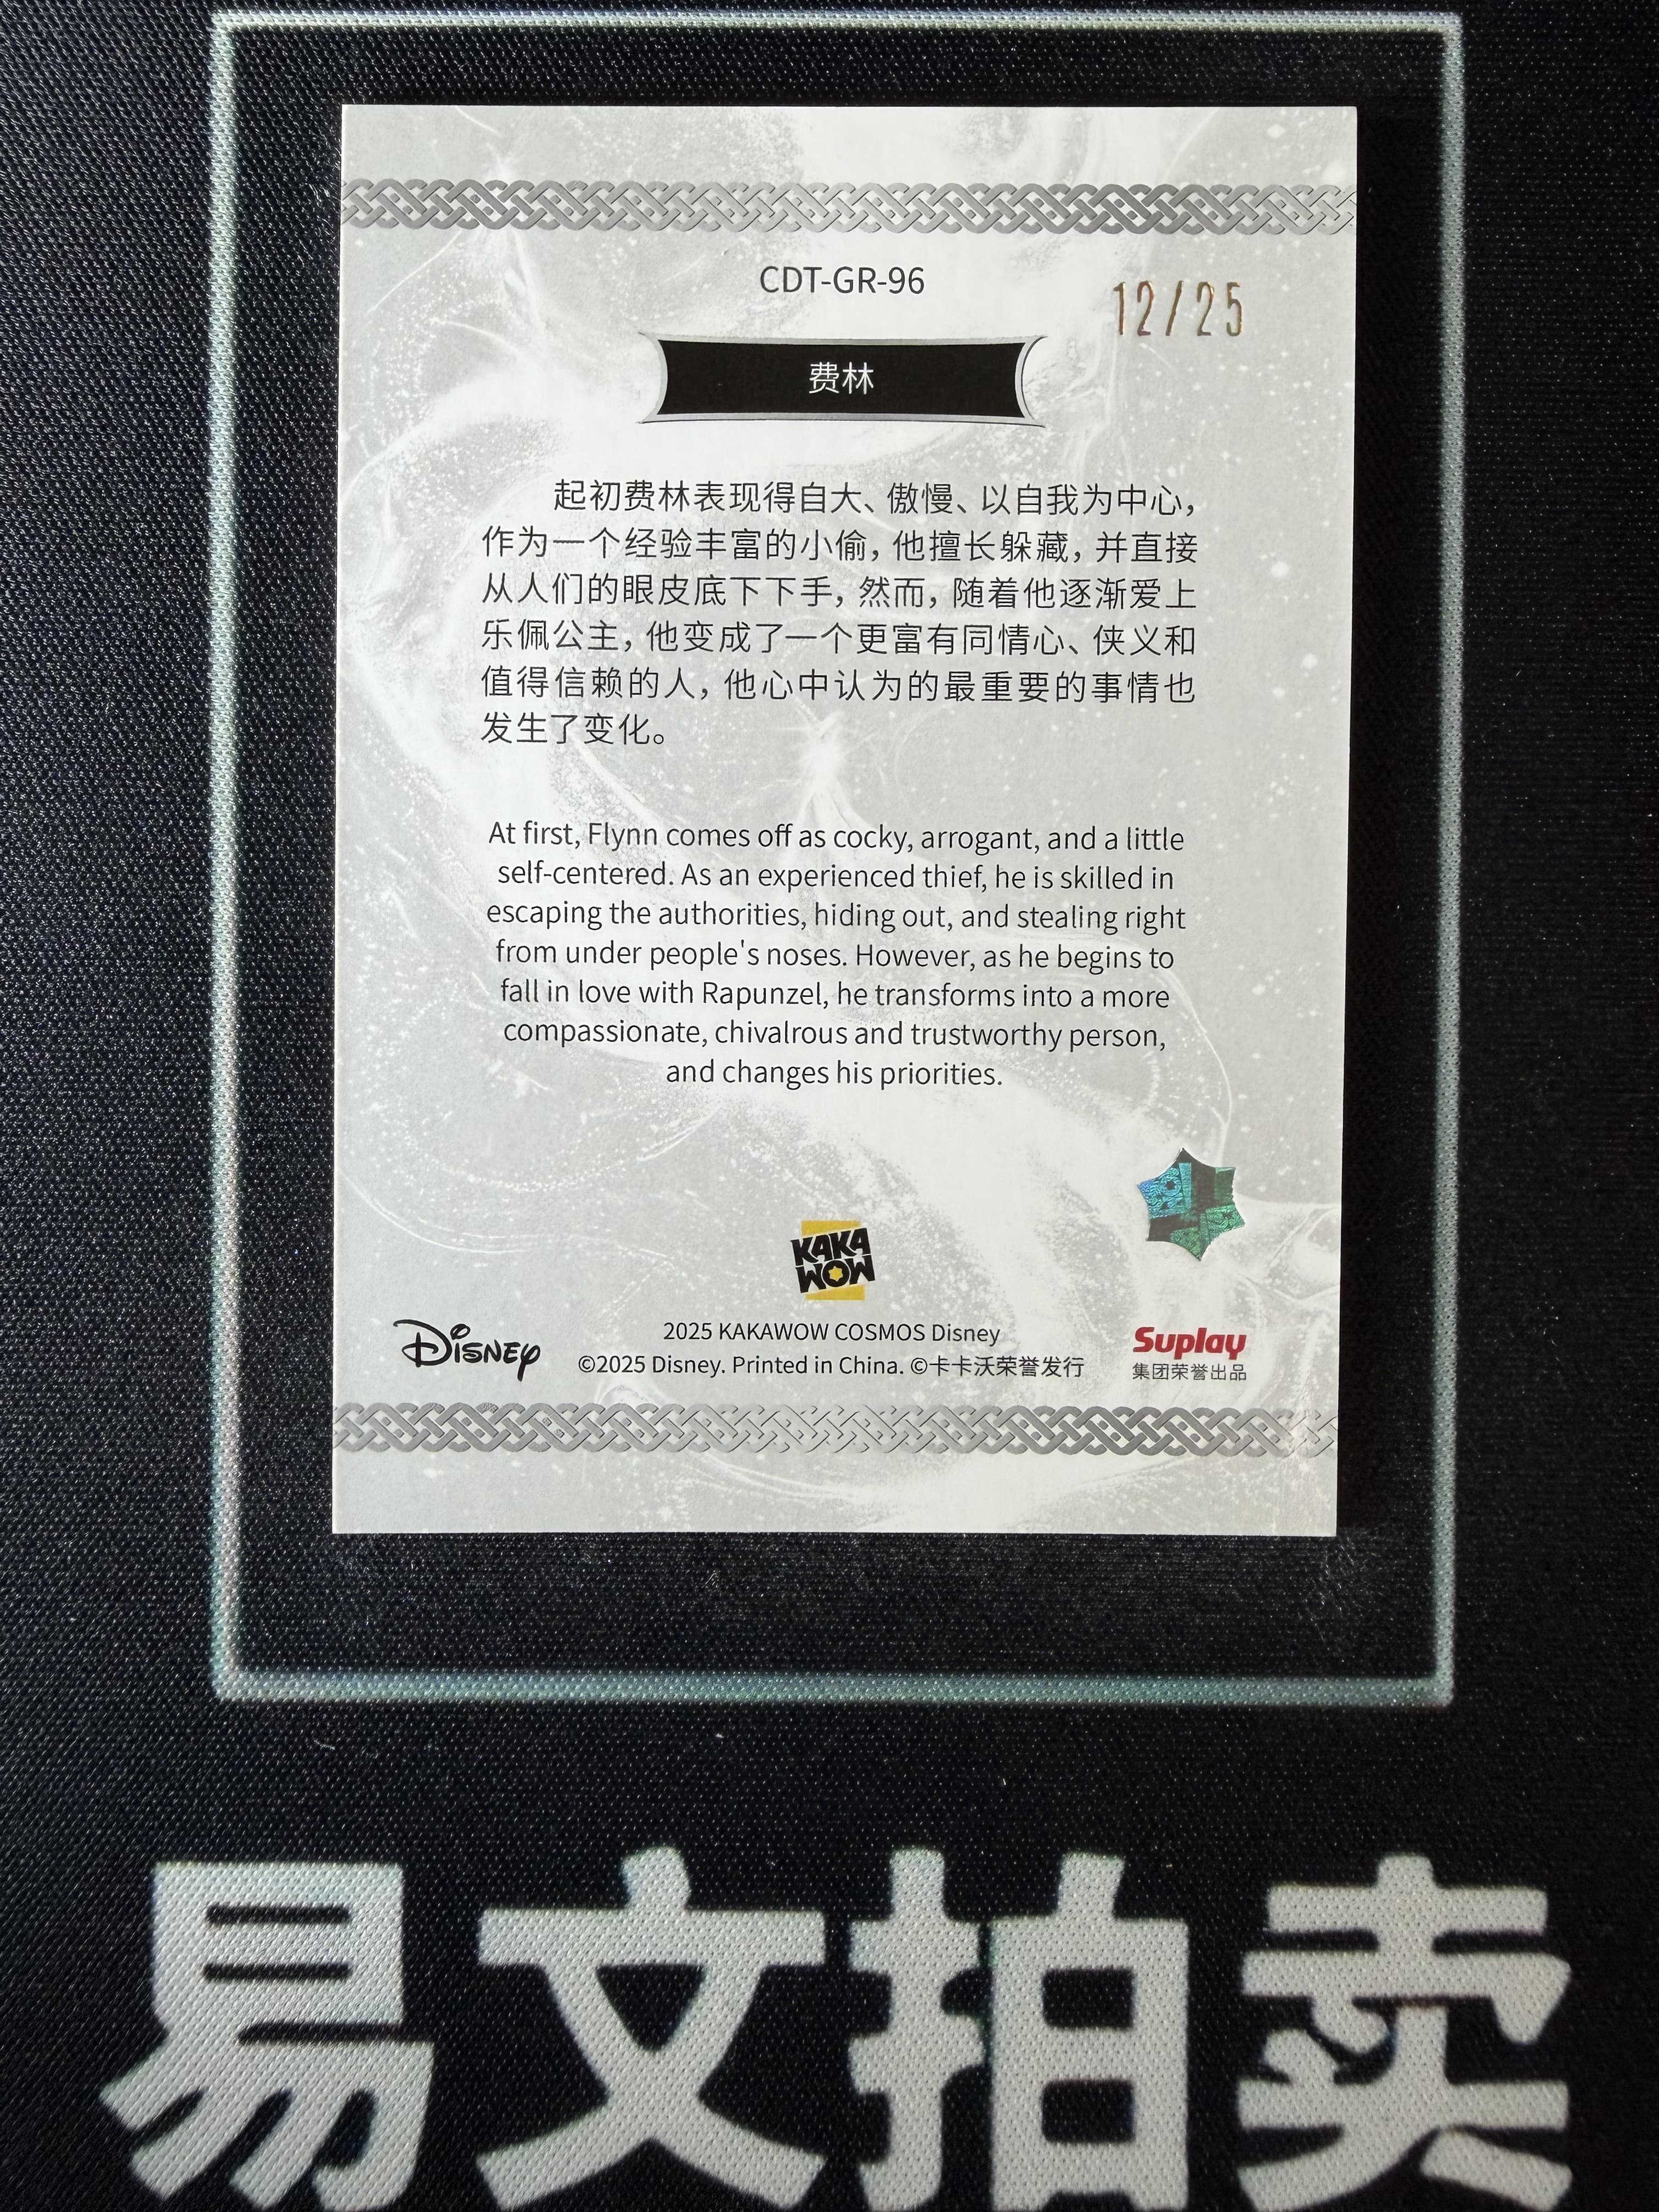 CDT-GR-96
12/25
费林
起初费林表现得自大、傲慢、以自我为中心，
作为一个经验丰富的小偷，他擅长躲藏，并直接
从人们的眼皮底下下手，然而，随着他逐渐爱上
乐佩公主，他变成了一个更富有同情心、侠义和
值得信赖的人，他心中认为的最重要的事情也
发生了变化。
At first, Flynn comes off as cocky, arrogant, and a little
self-centered. As an experienced thief, he is skilled in
escaping the authorities, hiding out, and stealing right
from under people's noses. However, as he begins to
fall in love with Rapunzel, he transforms into a more
compassionate, chivalrous and trustworthy person,
and changes his priorities.
KAKA
WOW
Disney
2025 KAKAWOW COSMOS Disney
©2025 Disney. Printed in China. ©卡卡沃荣誉发行
Suplay
集团荣誉出品
易文拍卖